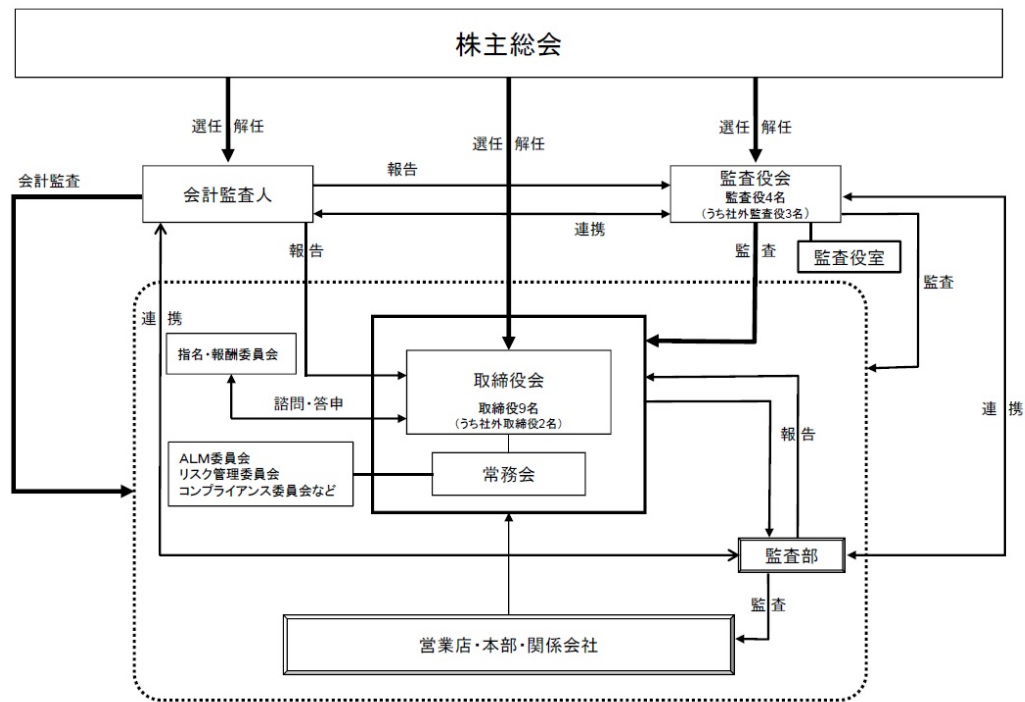 株主総会
選任 解任
選任 解任
選任 解任
会計監査
会計監査人
報告
監査役会
監査役4名
(うち社外監査役3名)
連携
報告
監査
監査役室
監査
連携
指名・報酬委員会
取締役会
取締役9名
(うち社外取締役2名)
諮問・答申
連携
報告
ALM委員会
リスク管理委員会
コンプライアンス委員会など
常務会
監査部
監査
営業店・本部・関係会社